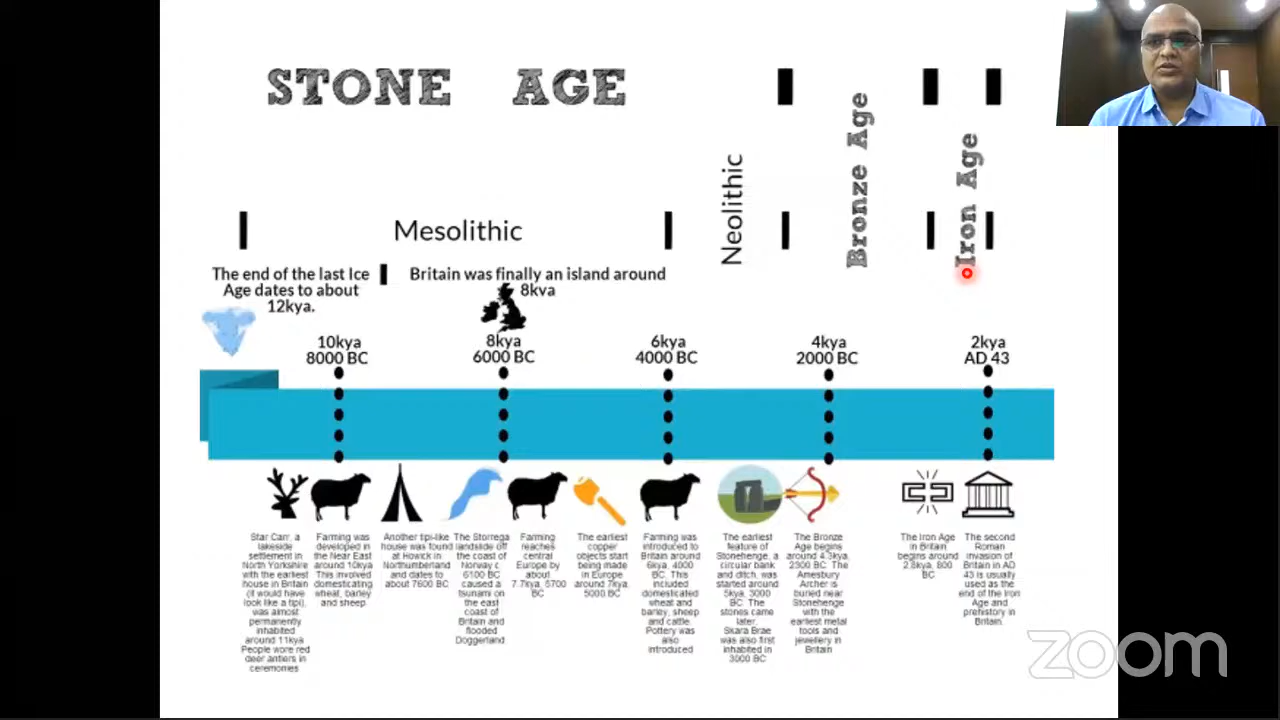 STONE AGE
Bronze Age
Iron Age
Neolithic
Mesolithic
The end of the last Ice
Age dates to about
12kya.
Britain was finally an island around
8kya
10kya
8000 BC
8kya
6000 BC
6kya
4000 BC
4kya
2000 BC
2kya
AD 43
Star Carr, a
lakeside
settlement in
North Yorkshire
with the earliest
house in Britain
(it would have
look like a tipi),
was almost
permanently
inhabited
around 11kya
People wore red
deer antlers in
ceremonies
Farming was
developed in
the Near East
around 10kya
This involved
domesticating
wheat, barley
and sheep
Another tipi-like
house was found
at Howick in
Northumberland
and dates to
about 7600 BC
The Storrega
landslide off
the coast of
Norway c
6100 BC
caused a
tsunami on
the east
coast of
Britain and
flooded
Doggerland
Farming
reaches
central
Europe by
about
7.7kya, 5700
BC
The earliest
copper
objects start
being made
in Europe
around 7kya,
5000 BC
Farming was
introduced to
Britain around
6kya, 4000
BC. This
included
domesticated
wheat and
barley, sheep
and cattle.
Pottery was
also
introduced
The earliest
feature of
Stonehenge, a
circular bank
and ditch, was
started around
5kya, 3000
BC. The
stones came
later.
Skara Brae
was also first
inhabited in
3000 BC
The Bronze
Age begins
around 4.3kya,
2300 BC. The
Amesbury
Archer is
buried near
Stonehenge
with the
earliest metal
tools and
jewellery in
Britain
The Iron Age
in Britain
begins around
2.8kya, 800
BC
The second
Roman
invasion of
Britain in AD
43 is usually
used as the
end of the Iron
Age and
prehistory in
Britain.
zoom